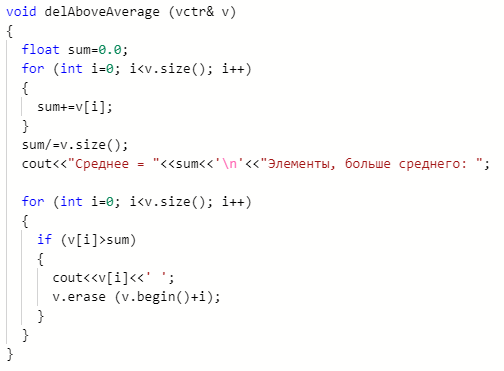 void delAboveAverage (vctr& v)
{
  float sum=0.0;
  for (int i=0; i<v.size(); i++)
  {
    sum+=v[i];
  }
  sum/=v.size();
  cout<<"Среднее = "<<sum<<'\n'<<"Элементы, больше среднего: ";

  for (int i=0; i<v.size(); i++)
  {
    if (v[i]>sum)
    {
      cout<<v[i]<<' ';
      v.erase (v.begin()+i);
    }
  }
}